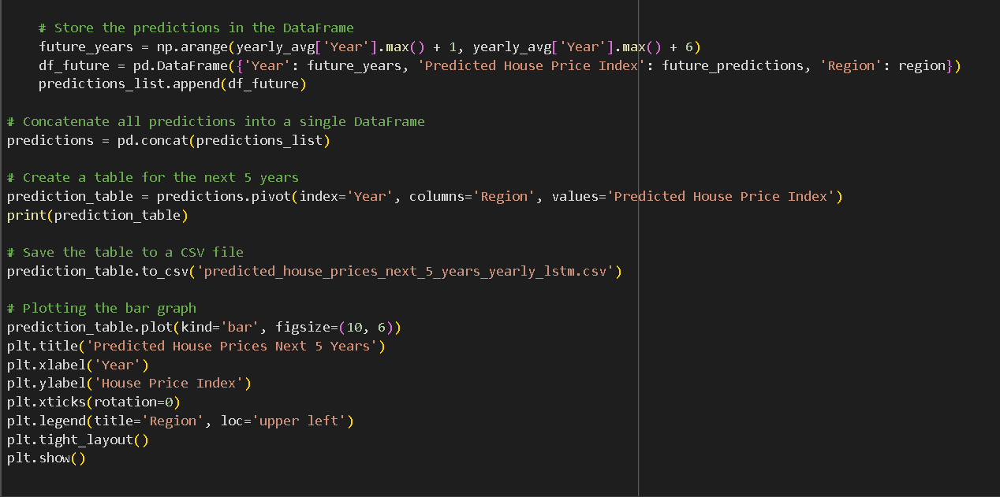 # Store the predictions in the DataFrame
    future_years = np.arange(yearly_avg['Year'].max() + 1, yearly_avg['Year'].max() + 6)
    df_future = pd.DataFrame({'Year': future_years, 'Predicted House Price Index': future_predictions, 'Region': region})
    predictions_list.append(df_future)

# Concatenate all predictions into a single DataFrame
predictions = pd.concat(predictions_list)

# Create a table for the next 5 years
prediction_table = predictions.pivot(index='Year', columns='Region', values='Predicted House Price Index')
print(prediction_table)

# Save the table to a CSV file
prediction_table.to_csv('predicted_house_prices_next_5_years_yearly_lstm.csv')

# Plotting the bar graph
prediction_table.plot(kind='bar', figsize=(10, 6))
plt.title('Predicted House Prices Next 5 Years')
plt.xlabel('Year')
plt.ylabel('House Price Index')
plt.xticks(rotation=0)
plt.legend(title='Region', loc='upper left')
plt.tight_layout()
plt.show()